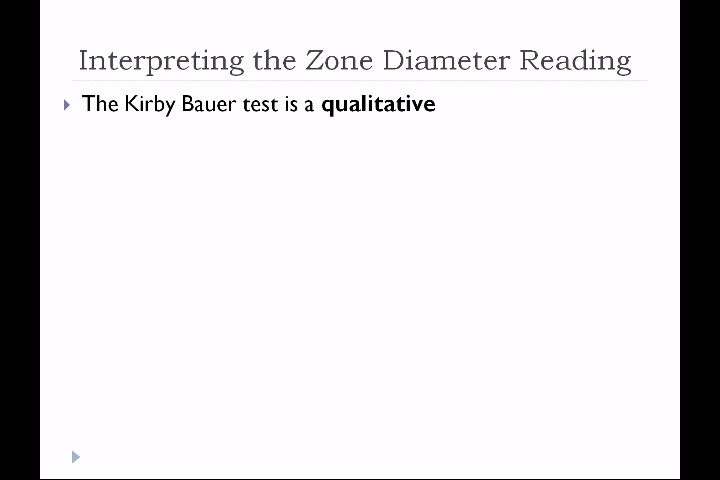 Interpreting the Zone Diameter Reading
The Kirby Bauer test is a qualitative